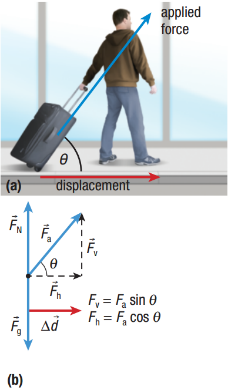 applied
force
θ
(a)
displacement
F⃗N
F⃗a
F⃗v
θ
F⃗h
Fv = Fa sin θ
Fh = Fa cos θ
F⃗g
Δd⃗
(b)